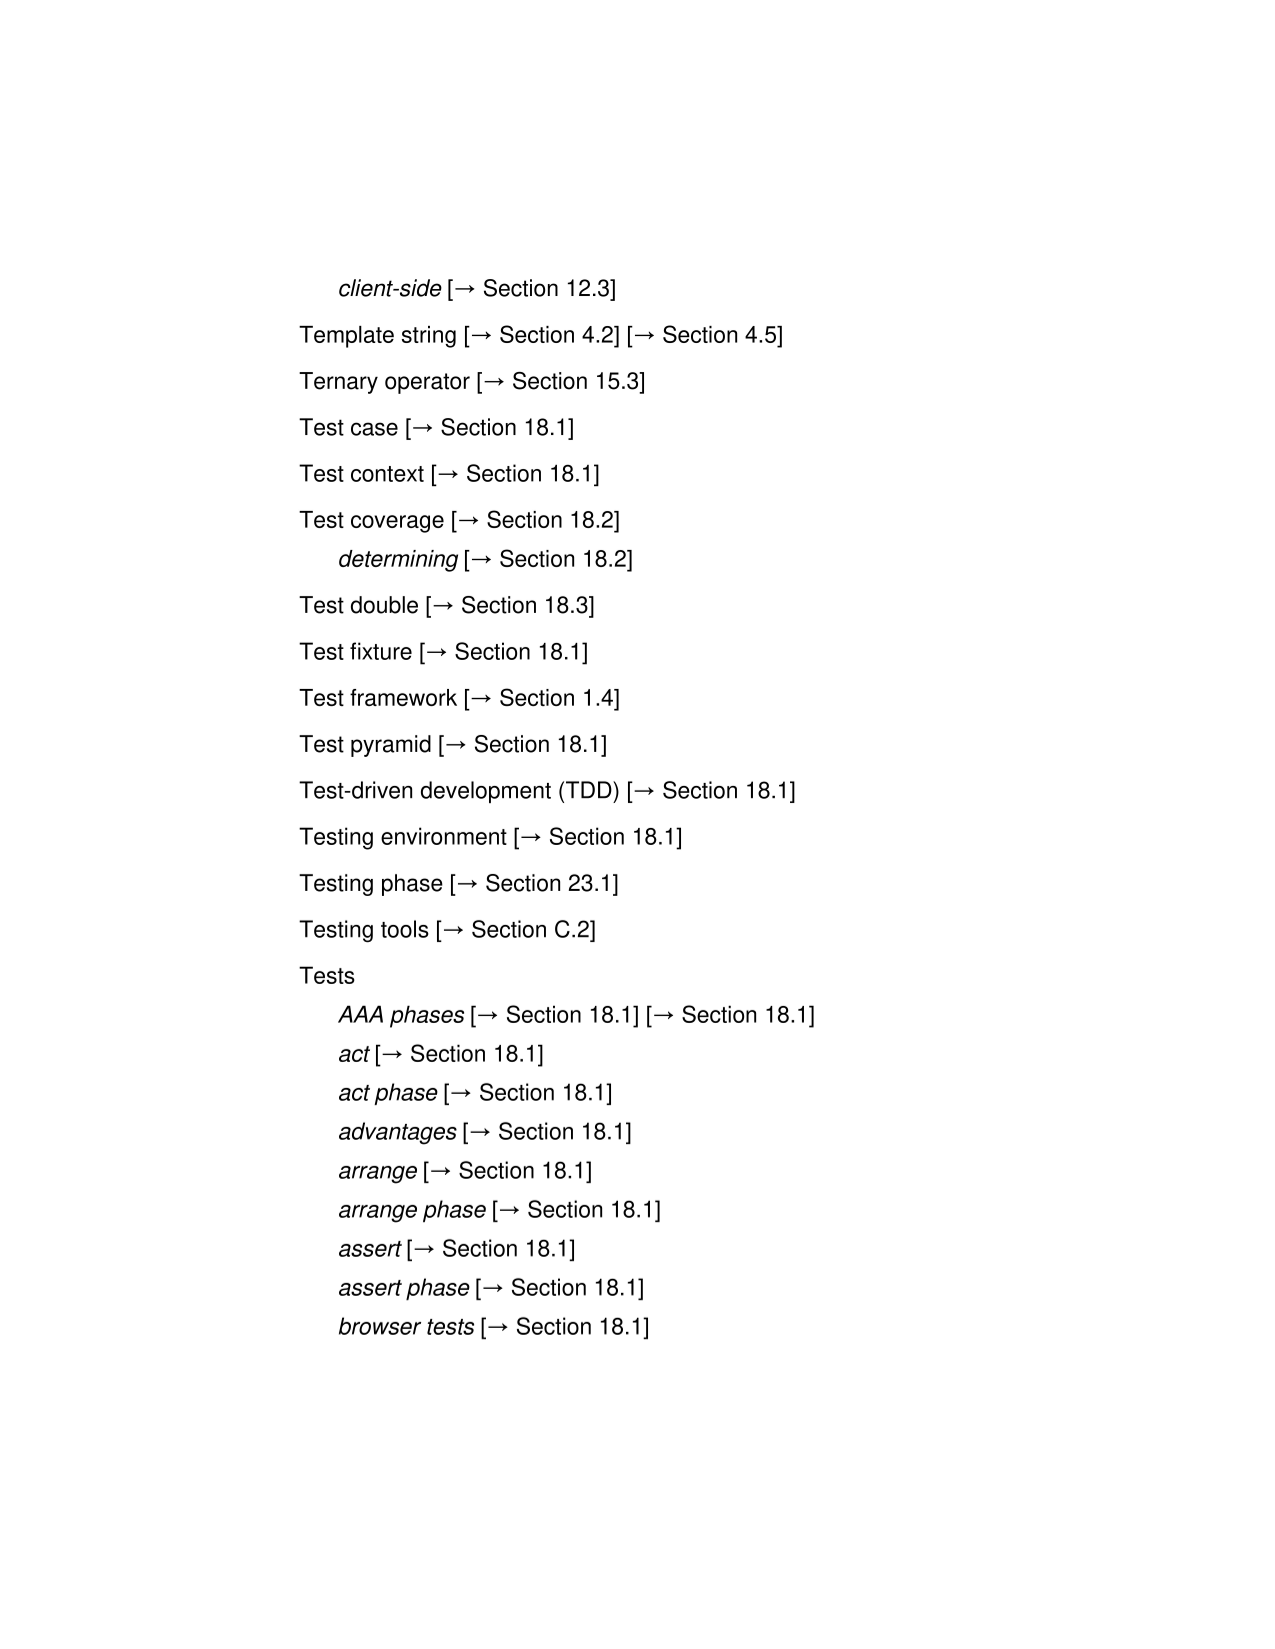 client-side [→ Section 12.3]
Template string [→ Section 4.2] [→ Section 4.5]
Ternary operator [→ Section 15.3]
Test case [→ Section 18.1]
Test context [→ Section 18.1]
Test coverage [→ Section 18.2]
determining [→ Section 18.2]
Test double [→ Section 18.3]
Test fixture [→ Section 18.1]
Test framework [→ Section 1.4]
Test pyramid [→ Section 18.1]
Test-driven development (TDD) [→ Section 18.1]
Testing environment [→ Section 18.1]
Testing phase [→ Section 23.1]
Testing tools [→ Section C.2]
Tests
AAA phases [→ Section 18.1] [→ Section 18.1]
act [→ Section 18.1]
act phase [→ Section 18.1]
advantages [→ Section 18.1]
arrange [→ Section 18.1]
arrange phase [→ Section 18.1]
assert [→ Section 18.1]
assert phase [→ Section 18.1]
browser tests [→ Section 18.1]